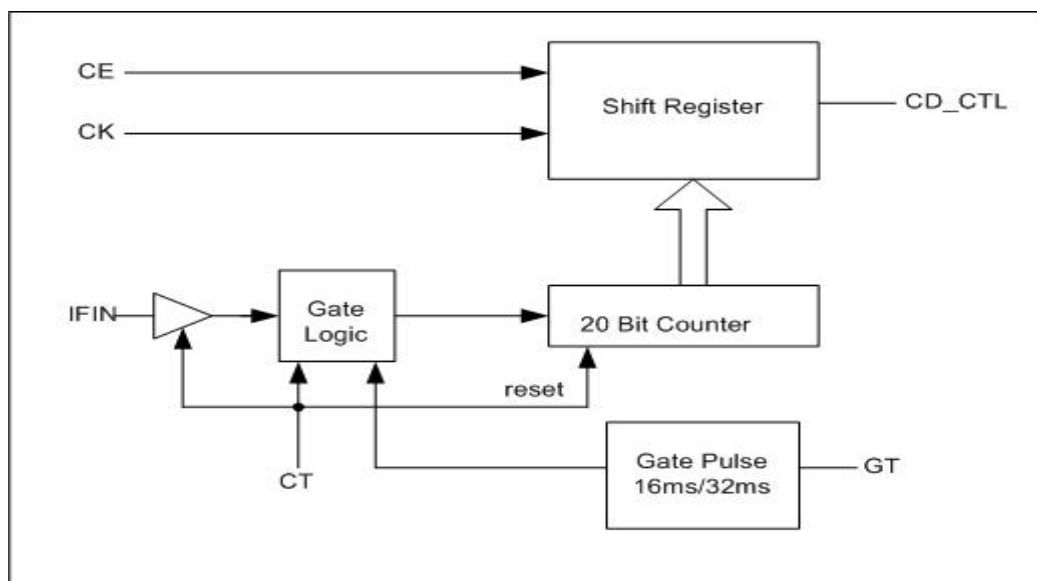 CE
CK
Shift Register
CD_CTL
IFIN
Gate
Logic
20 Bit Counter
reset
CT
Gate Pulse
16ms/32ms
GT